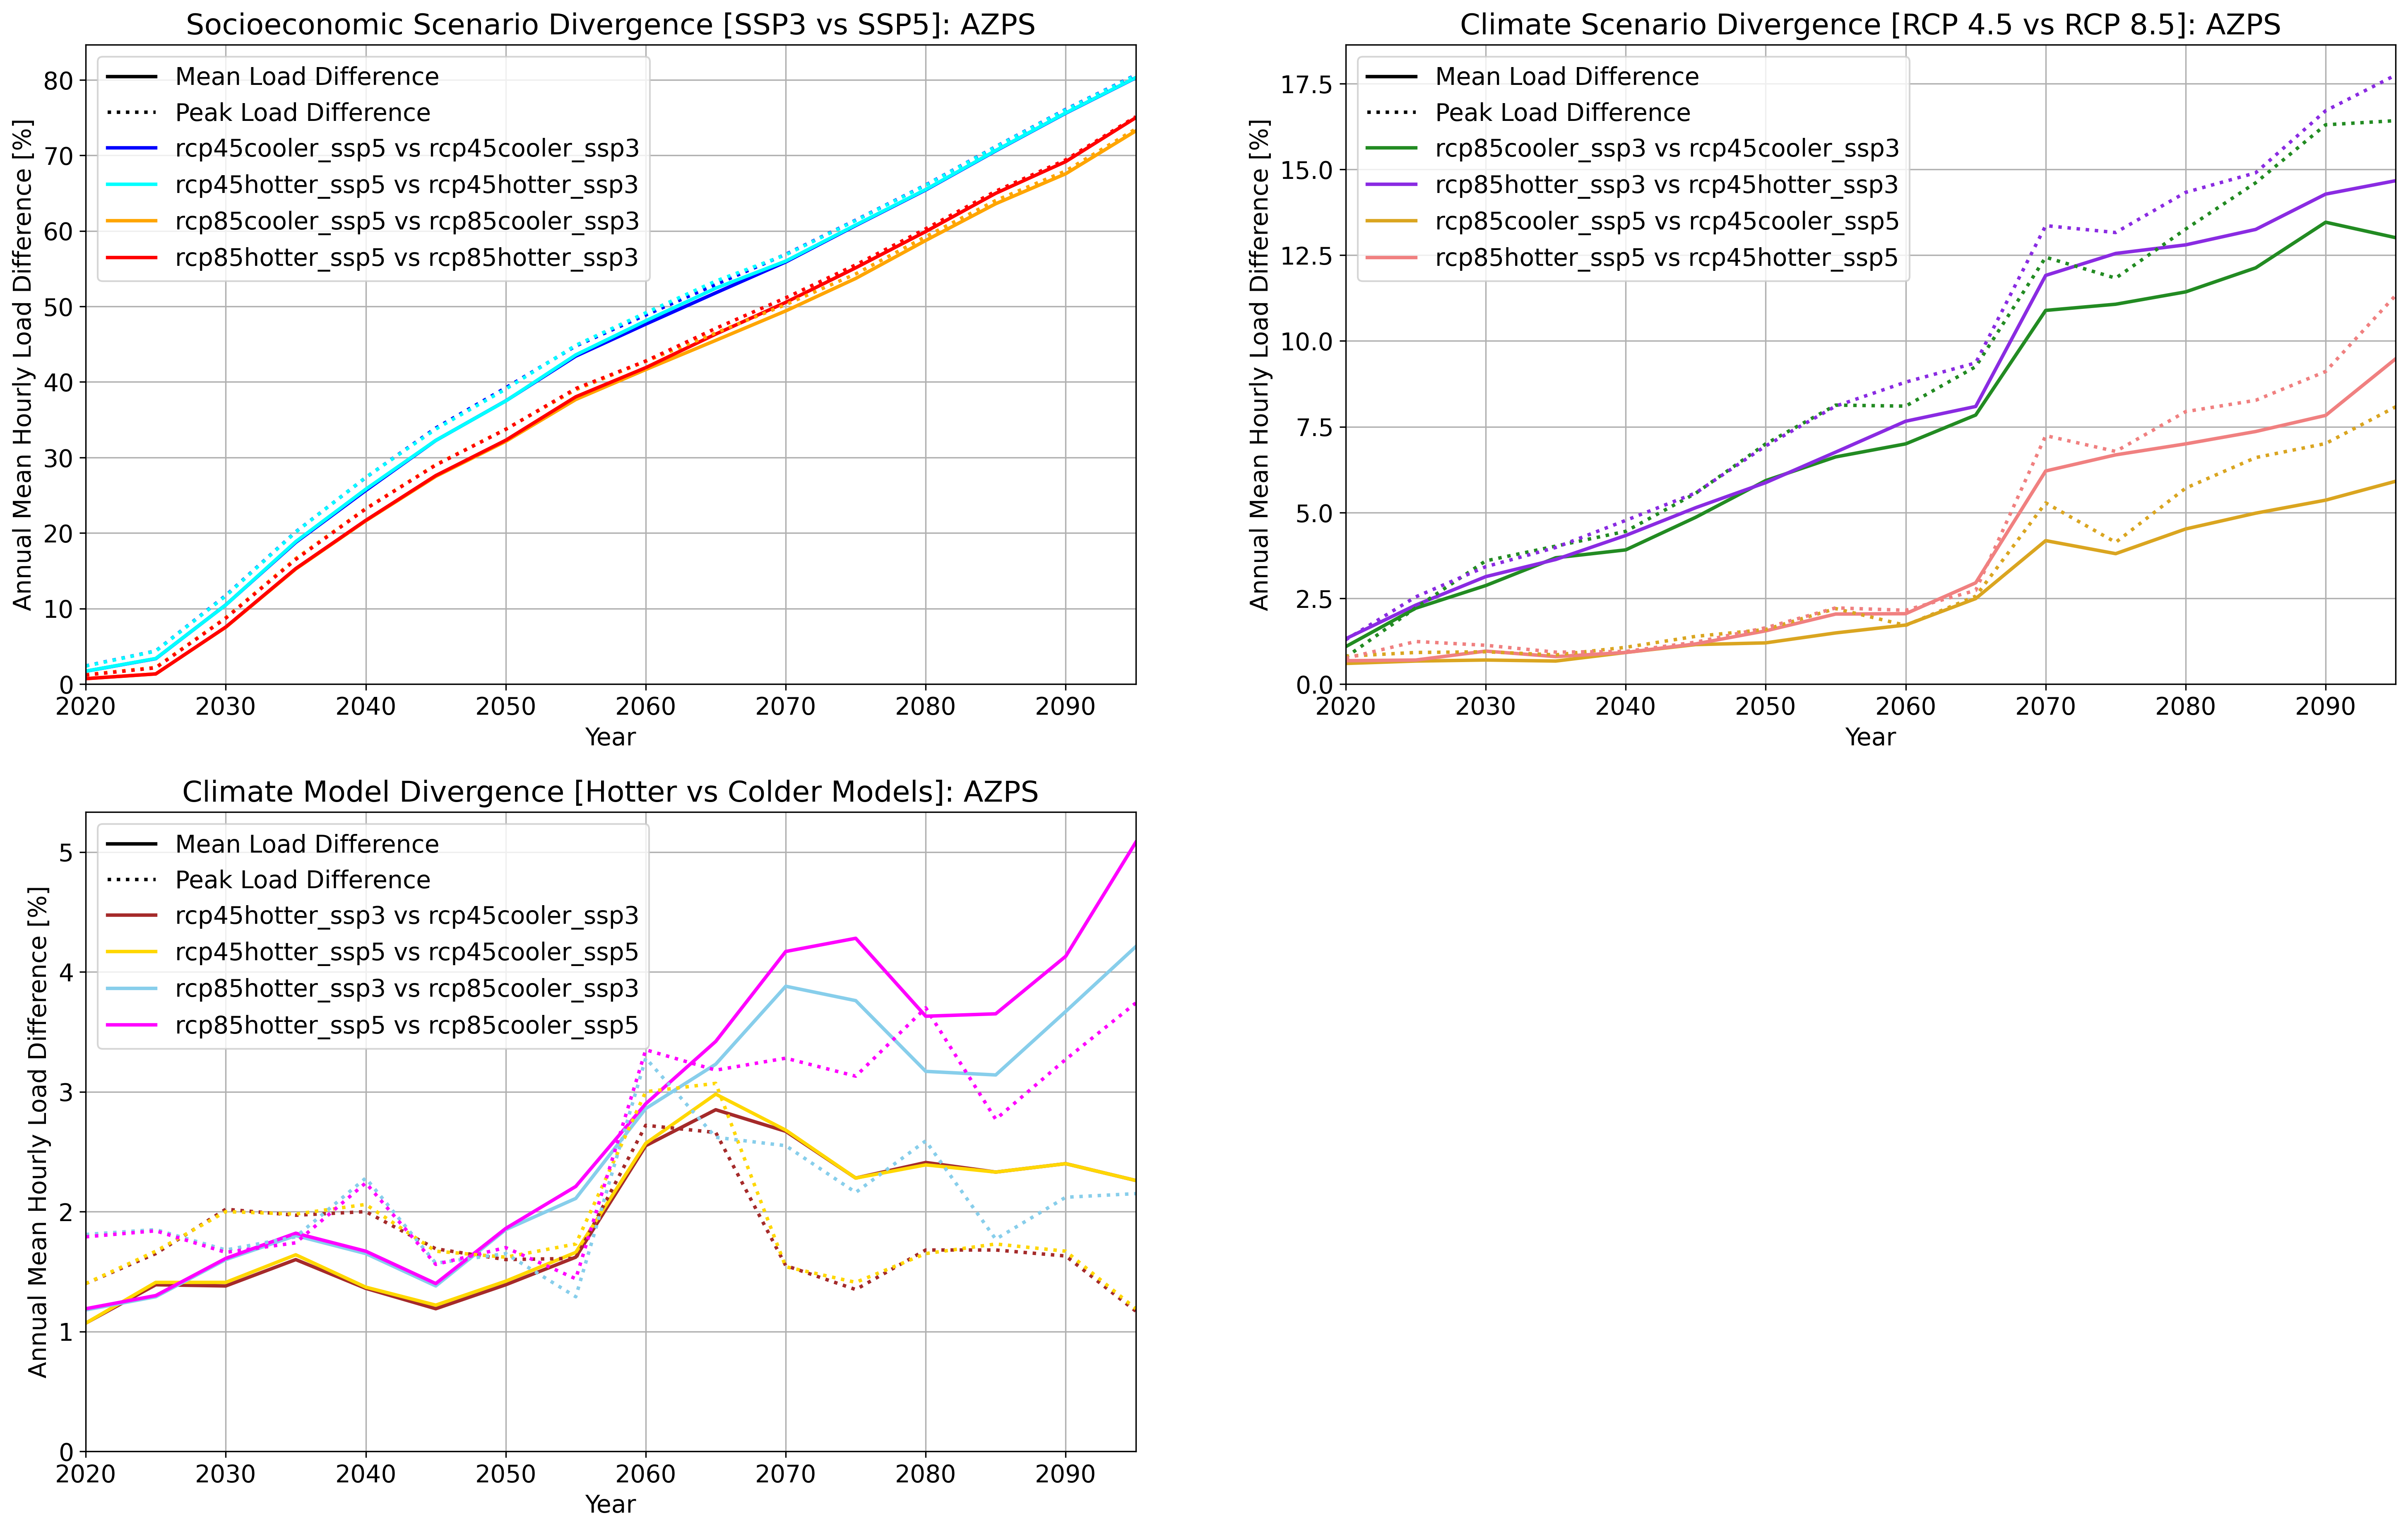 Socioeconomic Scenario Divergence [SSP3 vs SSP5]: AZPS
Annual Mean Hourly Load Difference [%]
80
70
60
50
40
30
20
10
0
Mean Load Difference
Peak Load Difference
rcp45cooler_ssp5 vs rcp45cooler_ssp3
rcp45hotter_ssp5 vs rcp45hotter_ssp3
rcp85cooler_ssp5 vs rcp85cooler_ssp3
rcp85hotter_ssp5 vs rcp85hotter_ssp3
2020 2030 2040 2050 2060 2070 2080 2090
Year
Climate Scenario Divergence [RCP 4.5 vs RCP 8.5]: AZPS
Annual Mean Hourly Load Difference [%]
17.5
15.0
12.5
10.0
7.5
5.0
2.5
0.0
Mean Load Difference
Peak Load Difference
rcp85cooler_ssp3 vs rcp45cooler_ssp3
rcp85hotter_ssp3 vs rcp45hotter_ssp3
rcp85cooler_ssp5 vs rcp45cooler_ssp5
rcp85hotter_ssp5 vs rcp45hotter_ssp5
2020 2030 2040 2050 2060 2070 2080 2090
Year
Climate Model Divergence [Hotter vs Colder Models]: AZPS
Annual Mean Hourly Load Difference [%]
5
4
3
2
1
0
Mean Load Difference
Peak Load Difference
rcp45hotter_ssp3 vs rcp45cooler_ssp3
rcp45hotter_ssp5 vs rcp45cooler_ssp5
rcp85hotter_ssp3 vs rcp85cooler_ssp3
rcp85hotter_ssp5 vs rcp85cooler_ssp5
2020 2030 2040 2050 2060 2070 2080 2090
Year